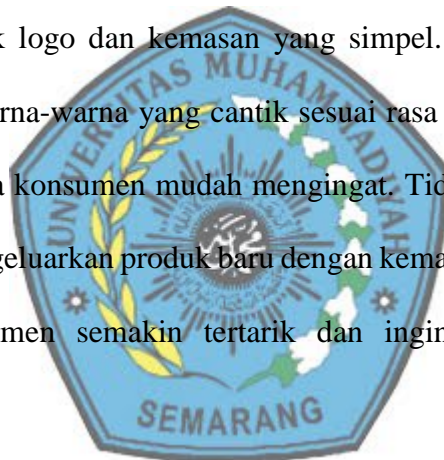 k logo dan kemasan yang simpel.
rna-warna yang cantik sesuai rasa
a konsumen mudah mengingat. Tid
geluarkan produk baru dengan kema
men semakin tertarik dan ingin
UNIVERSITAS MUHAMMADIYAH
SEMARANG